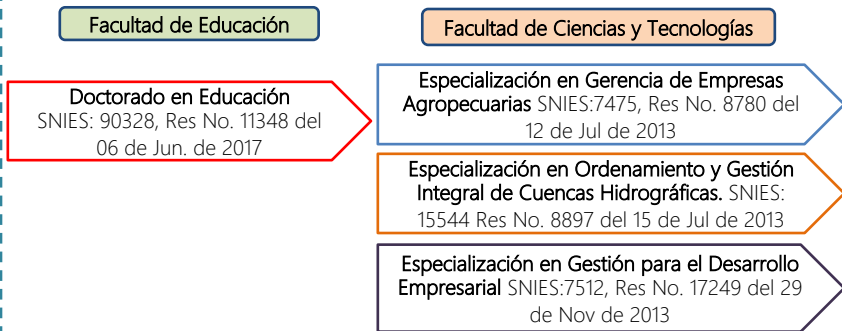 Facultad de Educación
Doctorado en Educación
SNIES: 90328, Res No. 11348 del
06 de Jun. de 2017
Facultad de Ciencias y Tecnologías
Especialización en Gerencia de Empresas
Agropecuarias SNIES:7475, Res No. 8780 del
12 de Jul de 2013
Especialización en Ordenamiento y Gestión
Integral de Cuencas Hidrográficas. SNIES:
15544 Res No. 8897 del 15 de Jul de 2013
Especialización en Gestión para el Desarrollo
Empresarial SNIES:7512, Res No. 17249 del 29
de Nov de 2013